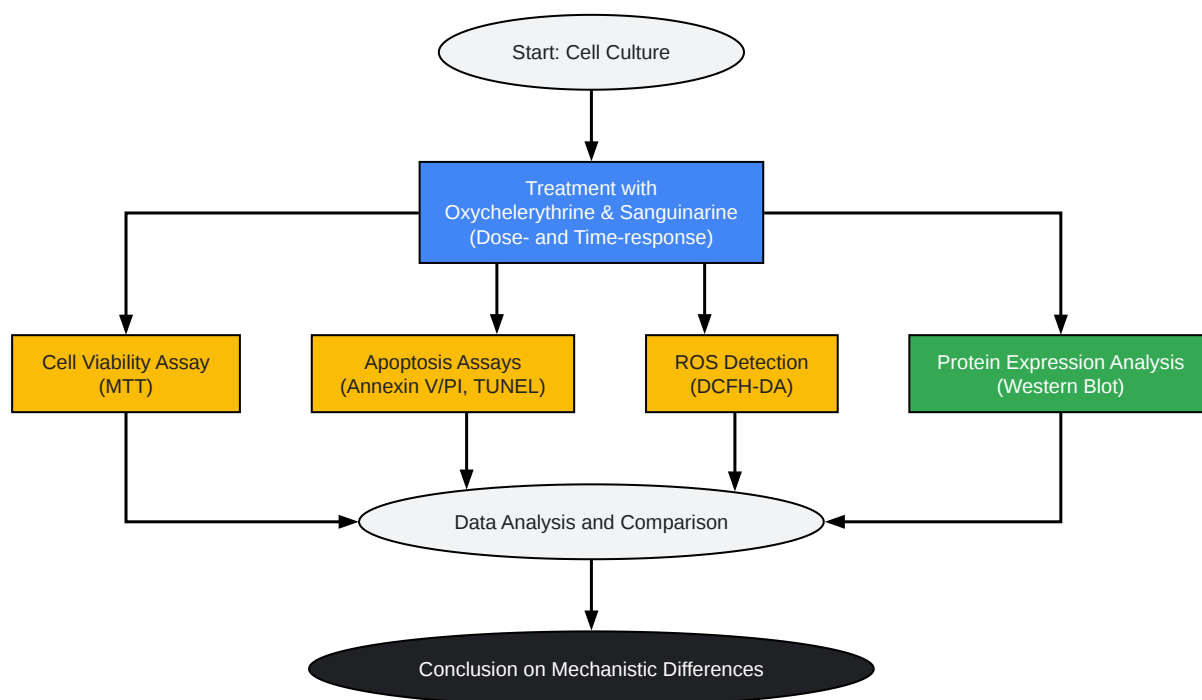 Start: Cell Culture
Treatment with
Oxychelerythrine & Sanguinarine
(Dose- and Time-response)
Cell Viability Assay
(MTT)
Apoptosis Assays
(Annexin V/PI, TUNEL)
ROS Detection
(DCFH-DA)
Protein Expression Analysis
(Western Blot)
Data Analysis and Comparison
Conclusion on Mechanistic Differences